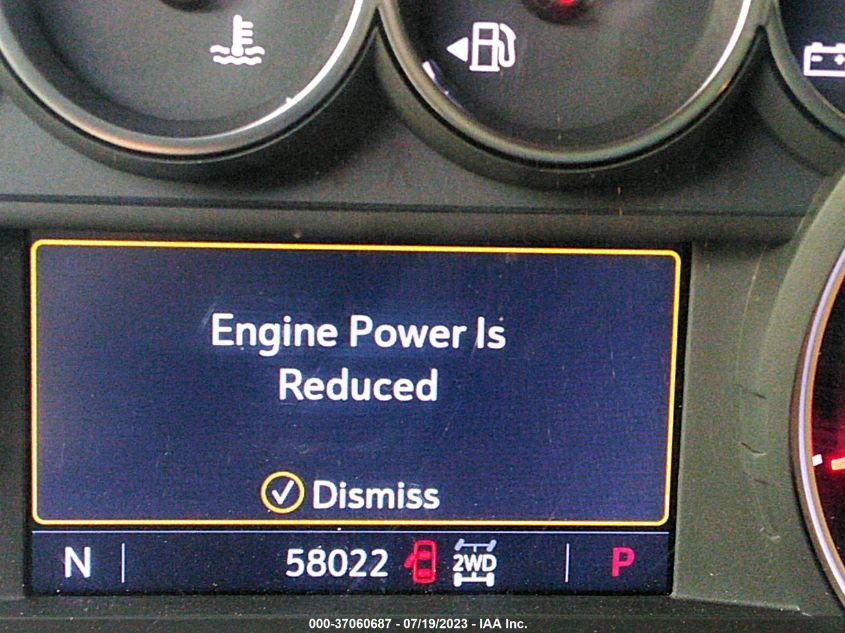 Engine Power Is
Reduced
Dismiss
N 58022 2WD P
000-37060687 - 07/19/2023 - IAA Inc.